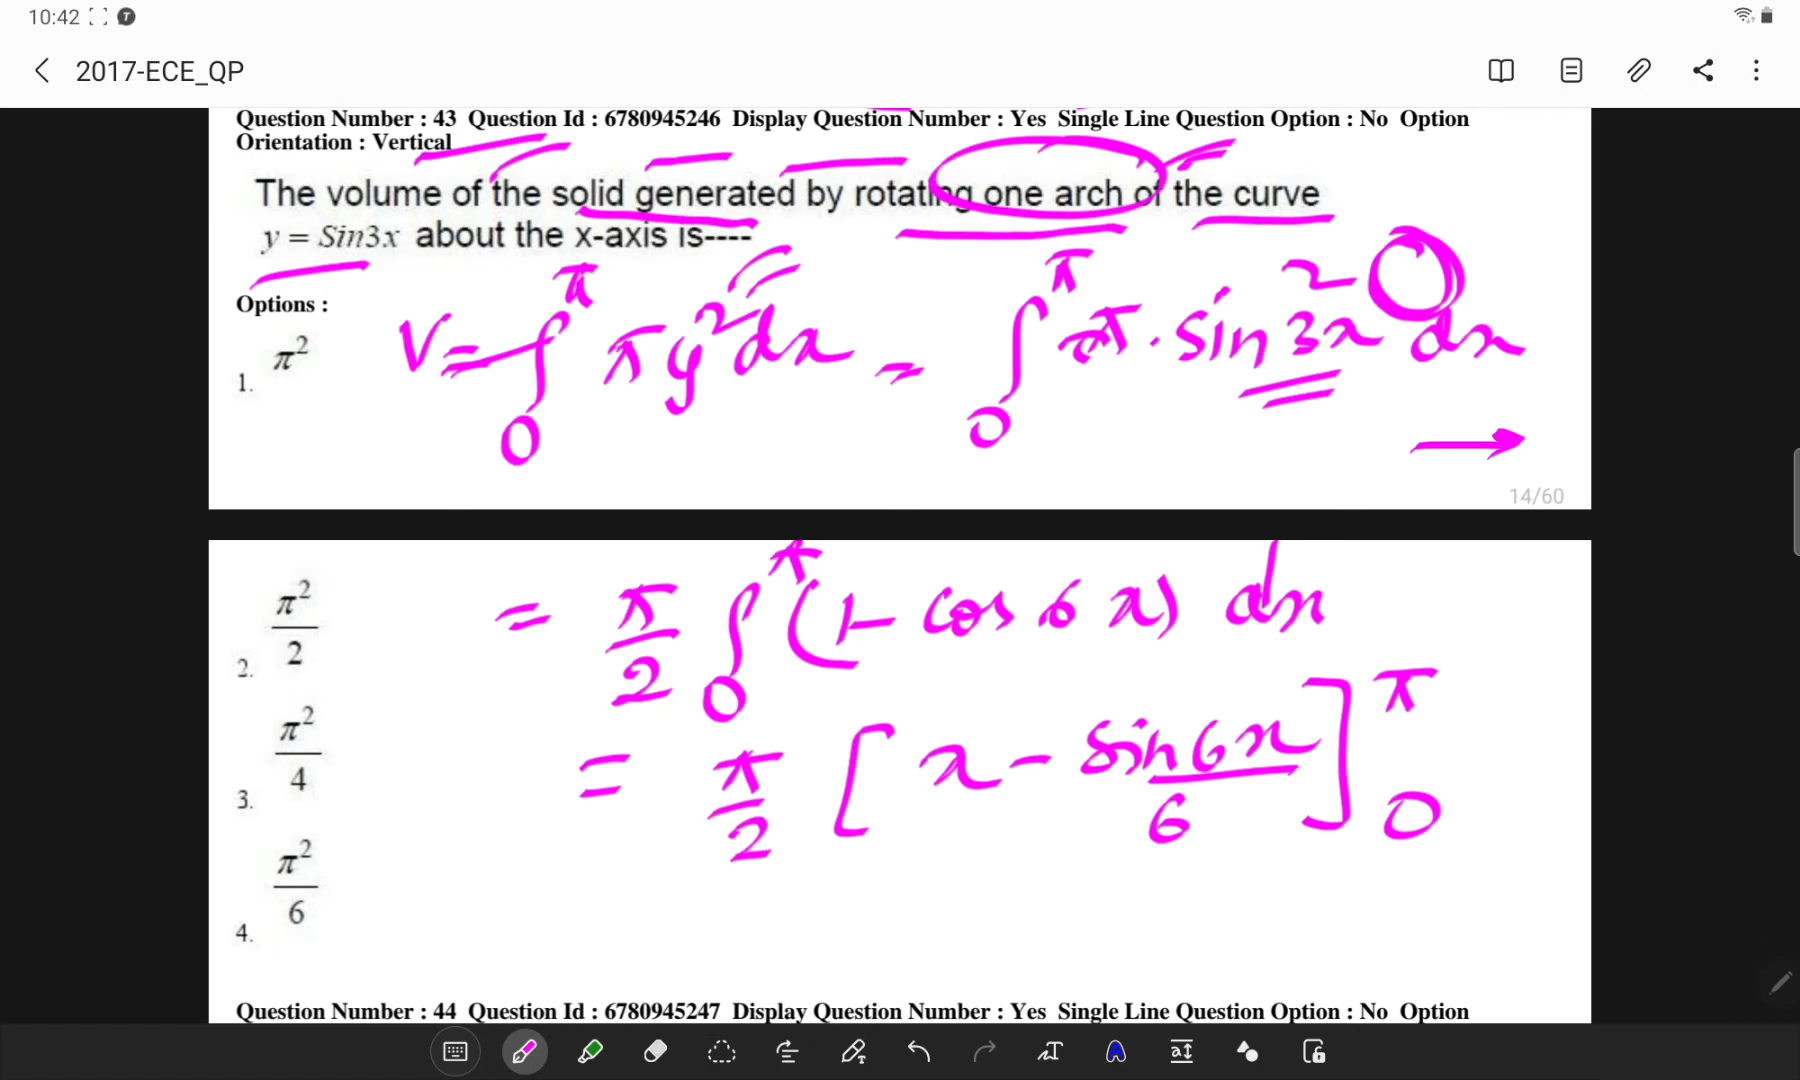 10:42
2017-ECE_QP
Question Number : 43 Question Id : 6780945246 Display Question Number : Yes Single Line Question Option : No Option
Orientation : Vertical
The volume of the solid generated by rotating one arch of the curve
y = Sin3x about the x-axis is----
Options :
1. π²
V = ∫₀^π π y² dx = ∫₀^π π · sin² 3x dx
→
14/60
= π/2 ∫₀^π (1 - cos 6x) dx
2. π²/2
= π/2 [x - sin 6x/6]₀^π
3. π²/4
4. π²/6
Question Number : 44 Question Id : 6780945247 Display Question Number : Yes Single Line Question Option : No Option